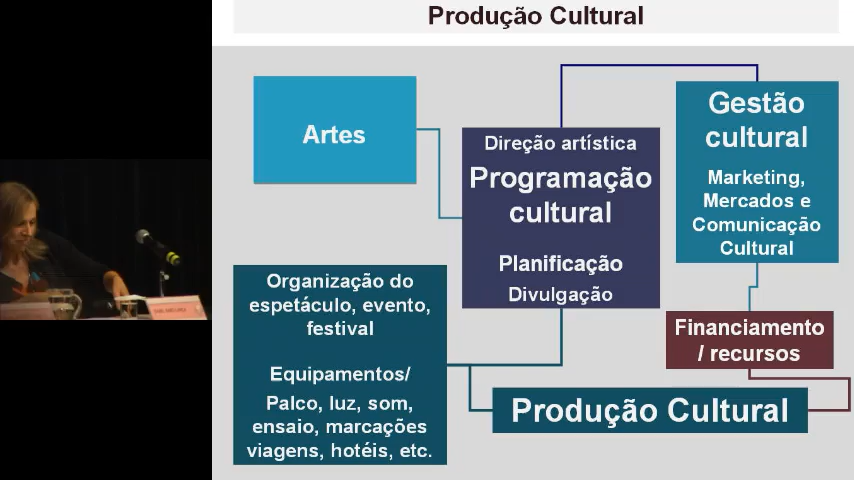 Produção Cultural
Artes
Direção artística
Programação
cultural
Planificação
Divulgação
Gestão
cultural
Marketing,
Mercados e
Comunicação
Cultural
Organização do
espetáculo, evento,
festival
Equipamentos/
Palco, luz, som,
ensaio, marcações
viagens, hotéis, etc.
Financiamento
/ recursos
Produção Cultural